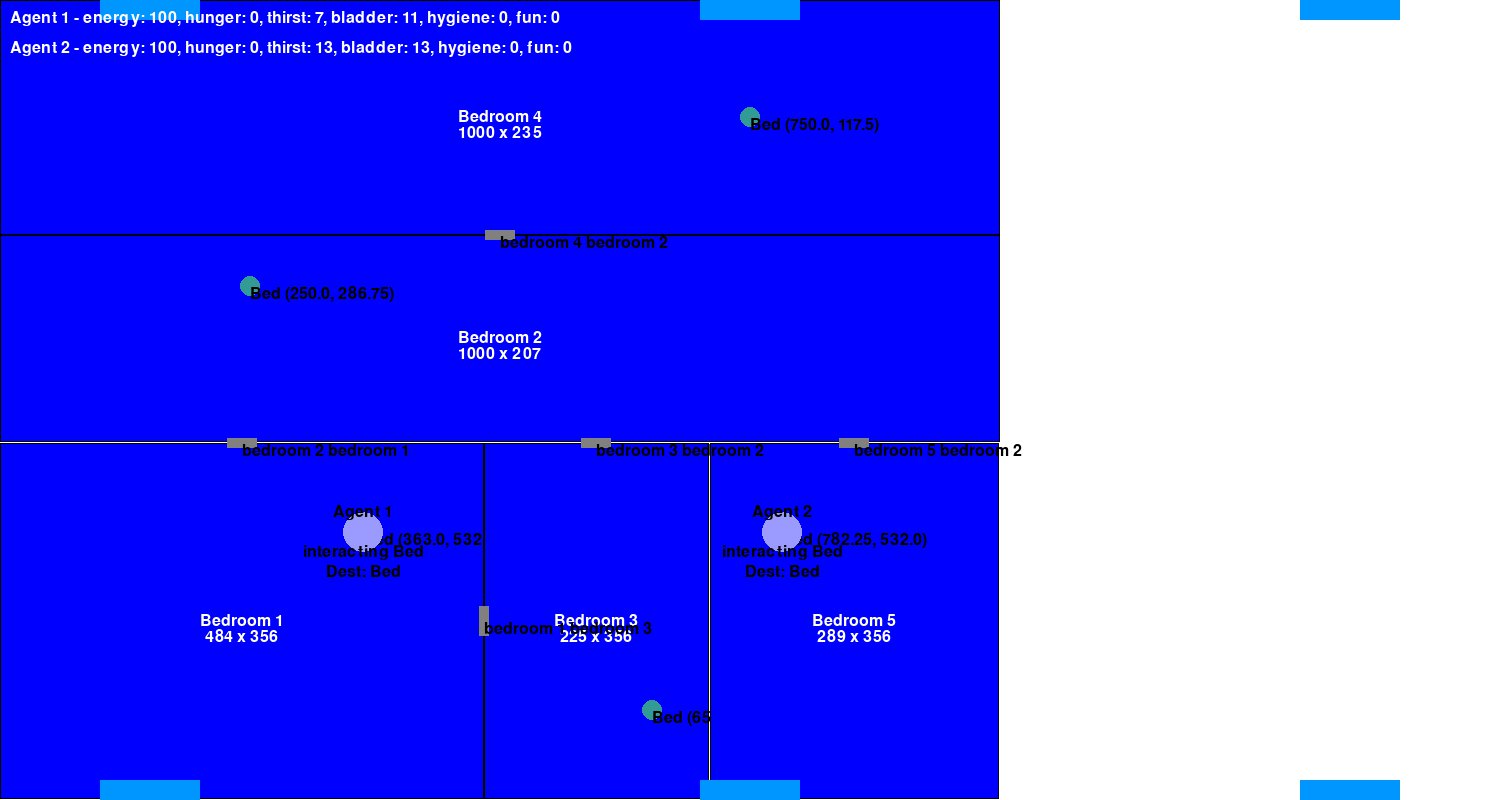 Agent 1 - energy: 100, hunger: 0, thirst: 7, bladder: 11, hygiene: 0, fun: 0
Agent 2 - energy: 100, hunger: 0, thirst: 13, bladder: 13, hygiene: 0, fun: 0
Bedroom 4
1000 x 235
Bed (750.0, 117.5)
bedroom 4 bedroom 2
Bed (250.0, 286.75)
Bedroom 2
1000 x 207
bedroom 2 bedroom 1
bedroom 3 bedroom 2
bedroom 5 bedroom 2
Agent 1
ed (363.0, 532
interacting Bed
Dest: Bed
Agent 2
ed (782.25, 532.0)
interacting Bed
Dest: Bed
Bedroom 1
484 x 356
Bedroom 3
225 x 356
bedroom 1 bedroom 3
Bedroom 5
289 x 356
Bed (65